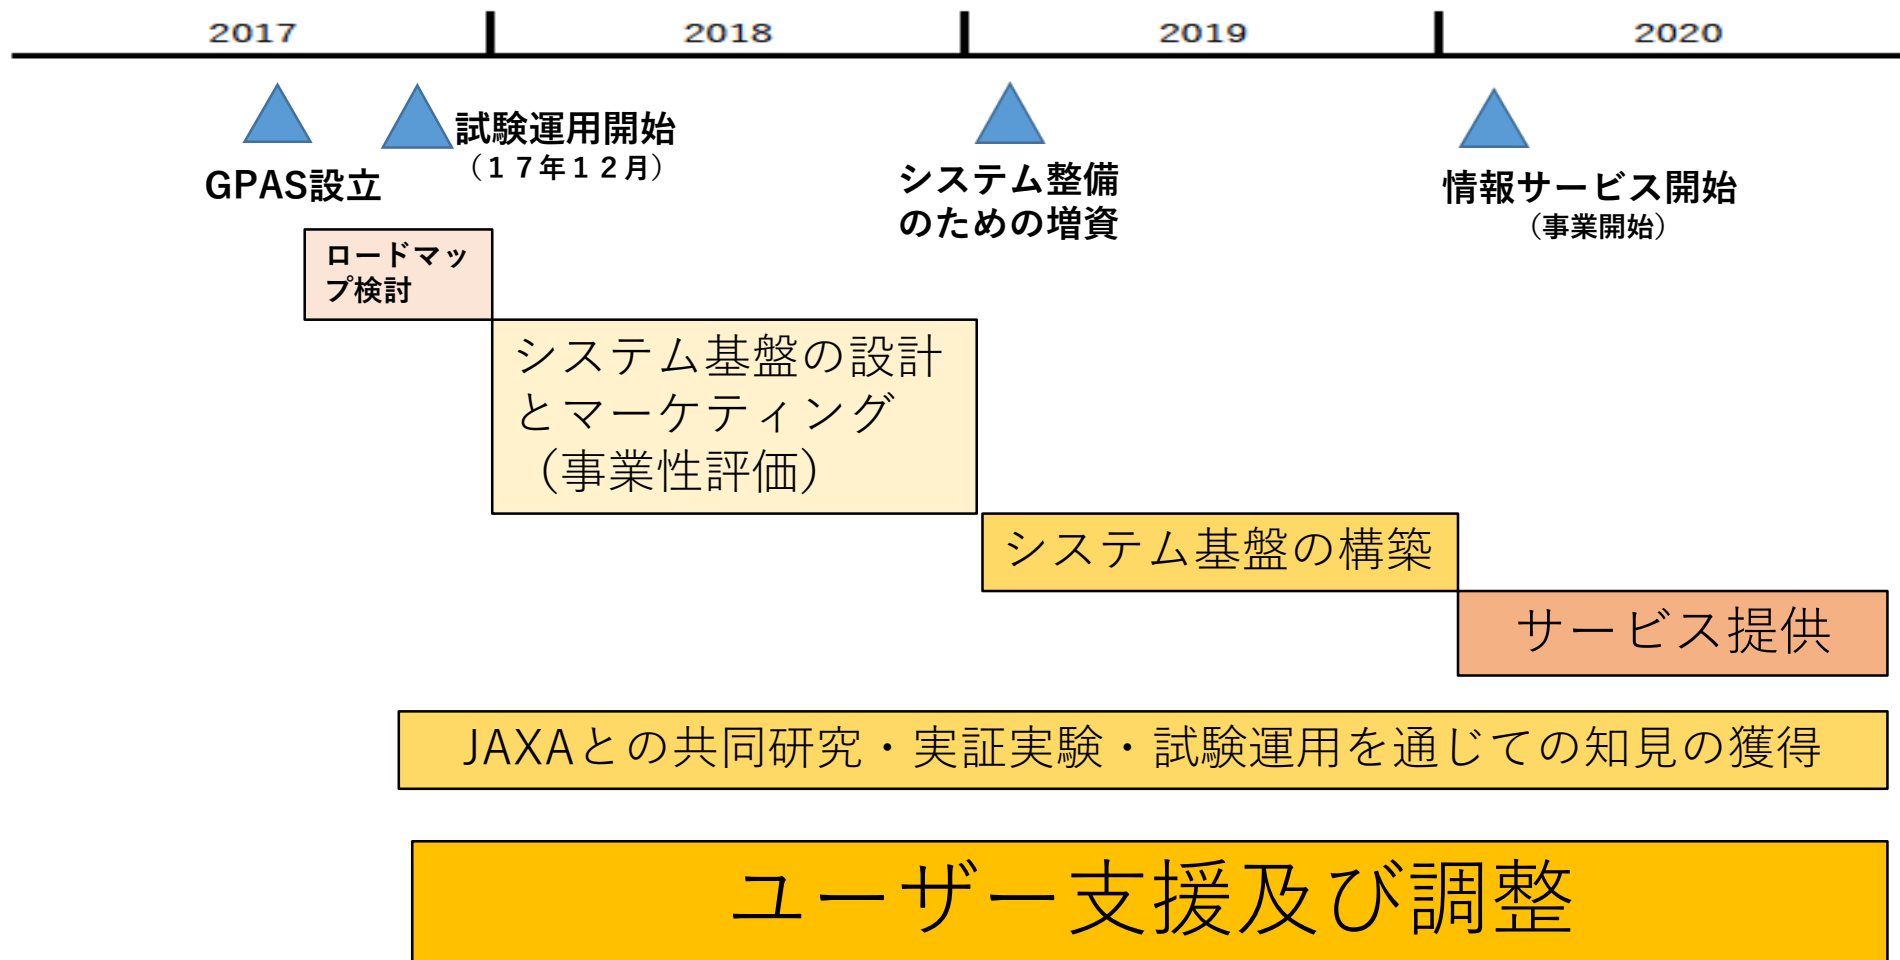 2017
2018
2019
2020
GPAS設立
試験運用開始
（１７年１２月）
システム整備
のための増資
情報サービス開始
（事業開始）
ロードマッ
プ検討
システム基盤の設計
とマーケティング
（事業性評価）
システム基盤の構築
サービス提供
JAXAとの共同研究・実証実験・試験運用を通じての知見の獲得
ユーザー支援及び調整